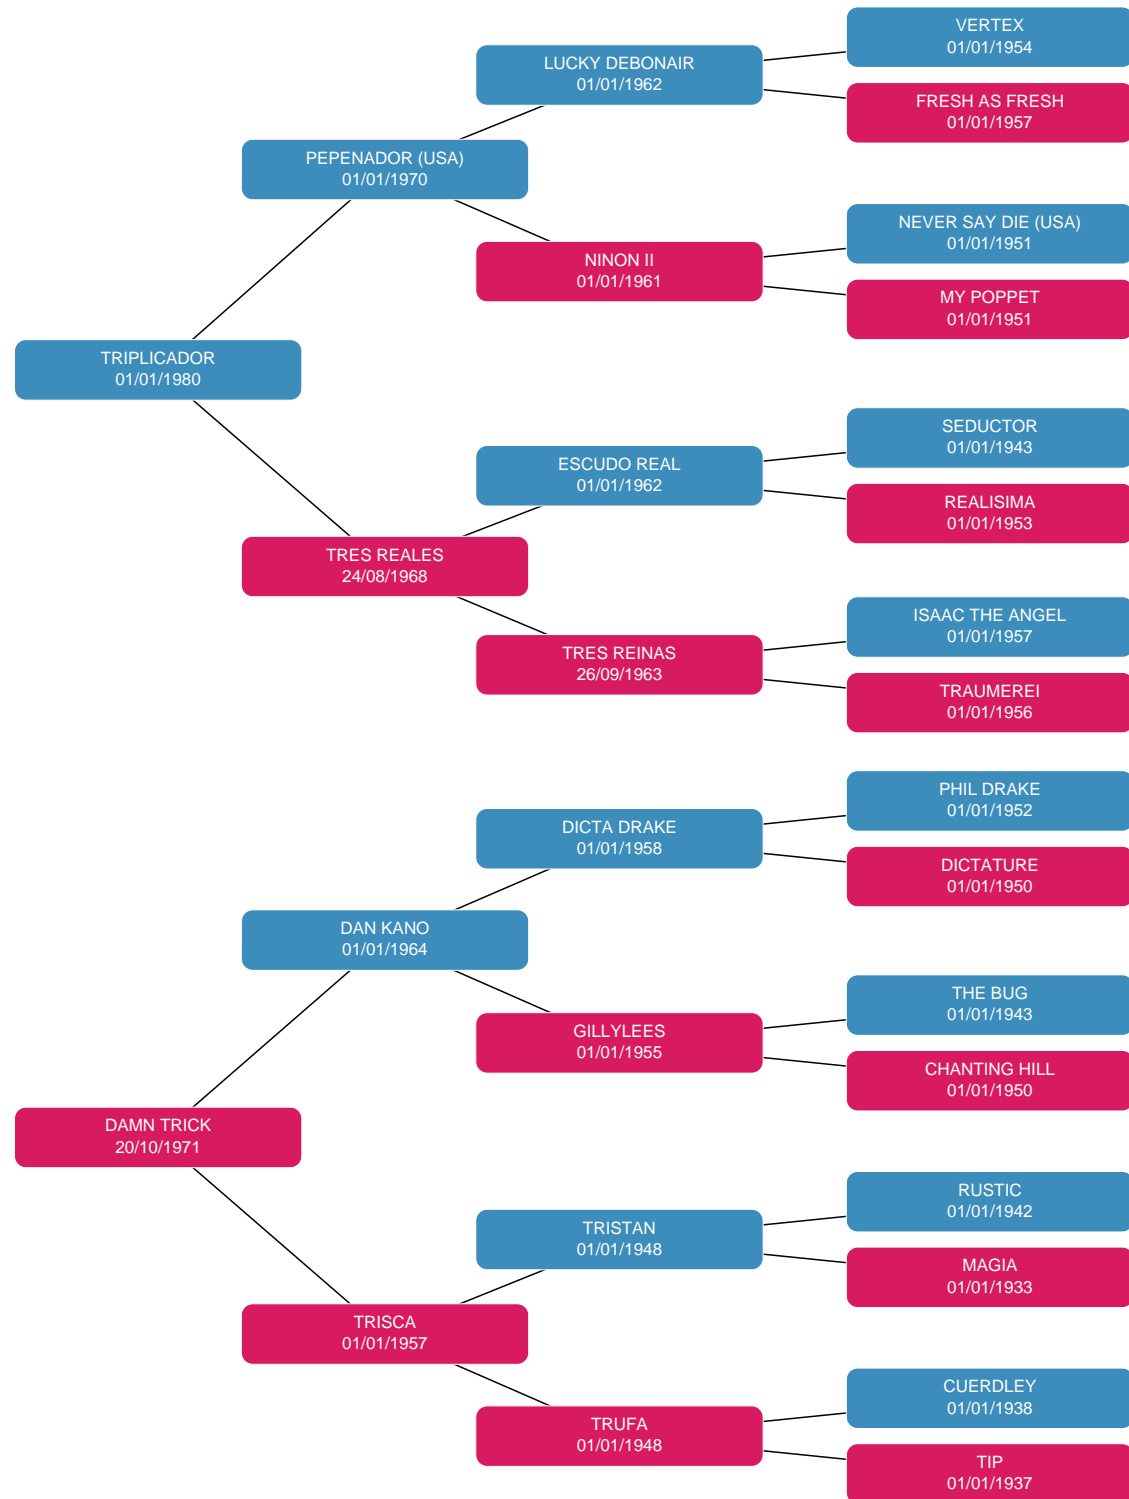 VERTEX
01/01/1954
LUCKY DEBONAIR
01/01/1962
FRESH AS FRESH
01/01/1957
PEPENADOR (USA)
01/01/1970
NEVER SAY DIE (USA)
01/01/1951
NINON II
01/01/1961
MY POPPET
01/01/1951
TRIPLICADOR
01/01/1980
SEDUCTOR
01/01/1943
ESCUDO REAL
01/01/1962
REALISIMA
01/01/1953
TRES REALES
24/08/1968
ISAAC THE ANGEL
01/01/1957
TRES REINAS
26/09/1963
TRAUMEREI
01/01/1956
PHIL DRAKE
01/01/1952
DICTA DRAKE
01/01/1958
DICTATURE
01/01/1950
DAN KANO
01/01/1964
THE BUG
01/01/1943
GILLYLEES
01/01/1955
CHANTING HILL
01/01/1950
DAMN TRICK
20/10/1971
RUSTIC
01/01/1942
TRISTAN
01/01/1948
MAGIA
01/01/1933
TRISCA
01/01/1957
CUERDLEY
01/01/1938
TRUFA
01/01/1948
TIP
01/01/1937